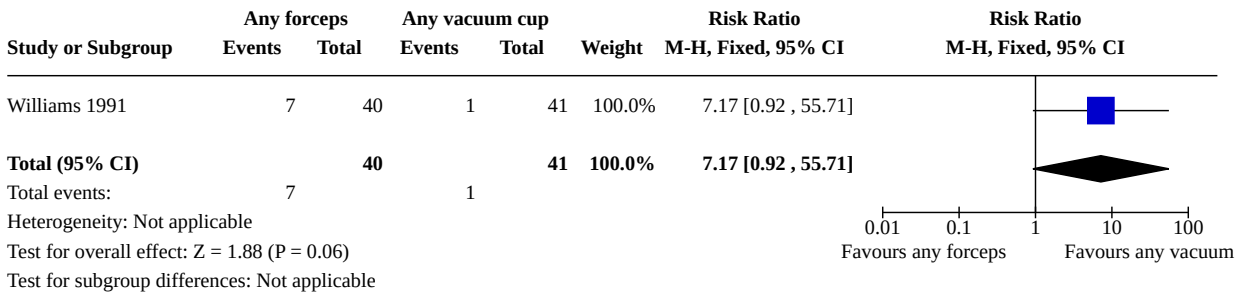 Any forceps Any vacuum cup Risk Ratio Risk Ratio
Study or Subgroup Events Total Events Total Weight M-H, Fixed, 95% CI M-H, Fixed, 95% CI
Williams 1991 7 40 1 41 100.0% 7.17 [0.92 , 55.71]
Total (95% CI) 40 41 100.0% 7.17 [0.92 , 55.71]
Total events: 7 1
Heterogeneity: Not applicable
0.01 0.1 1 10 100
Test for overall effect: Z = 1.88 (P = 0.06) Favours any forceps Favours any vacuum
Test for subgroup differences: Not applicable